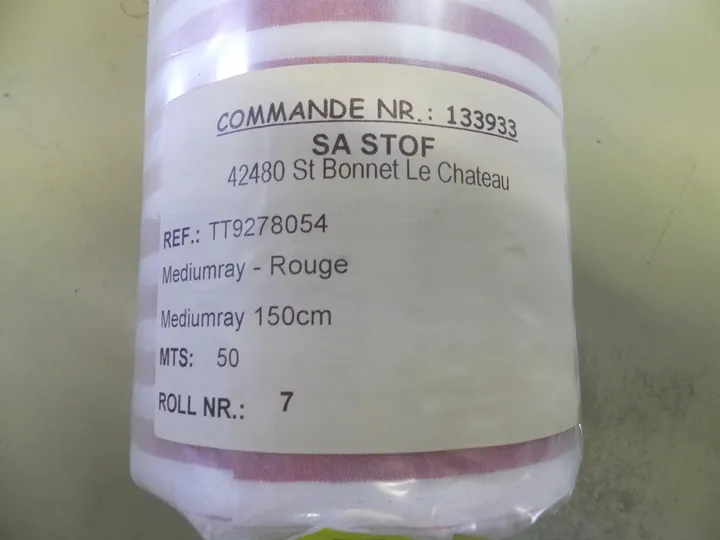 COMMANDE NR.: 133933
SA STOF
42480 St Bonnet Le Chateau
REF.: TT9278054
Mediumray - Rouge
Mediumray 150cm
MTS: 50
ROLL NR.: 7